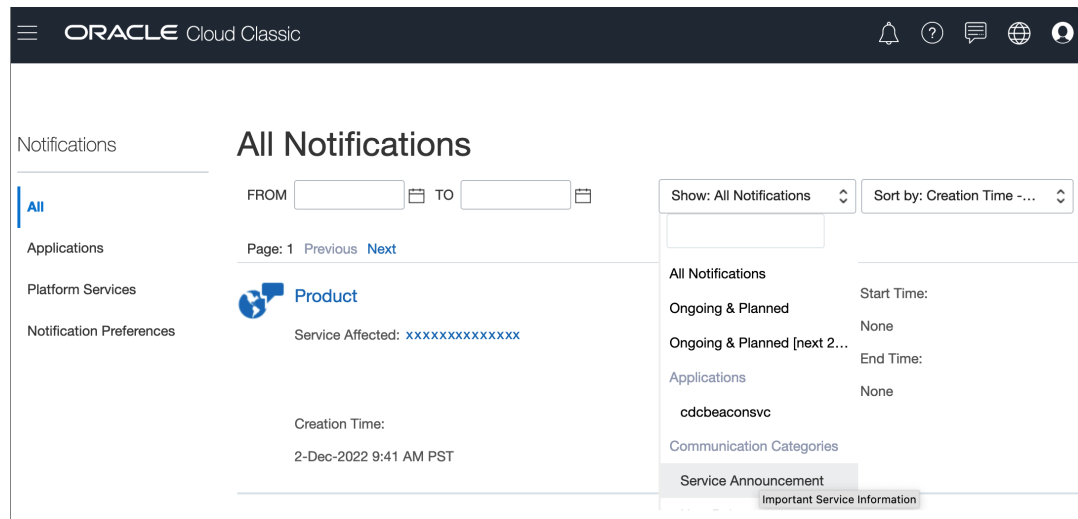 ORACLE Cloud Classic
Notifications
All
Applications
Platform Services
Notification Preferences
All Notifications
FROM TO
Show: All Notifications
Sort by: Creation Time -...
Page: 1 Previous Next
Product
Service Affected: xxxxxxxxxxxxxx
Creation Time:
2-Dec-2022 9:41 AM PST
All Notifications
Ongoing & Planned
Ongoing & Planned [next 2...
Applications
cdcbeaconsvc
Communication Categories
Service Announcement
Important Service Information
Start Time:
None
End Time:
None